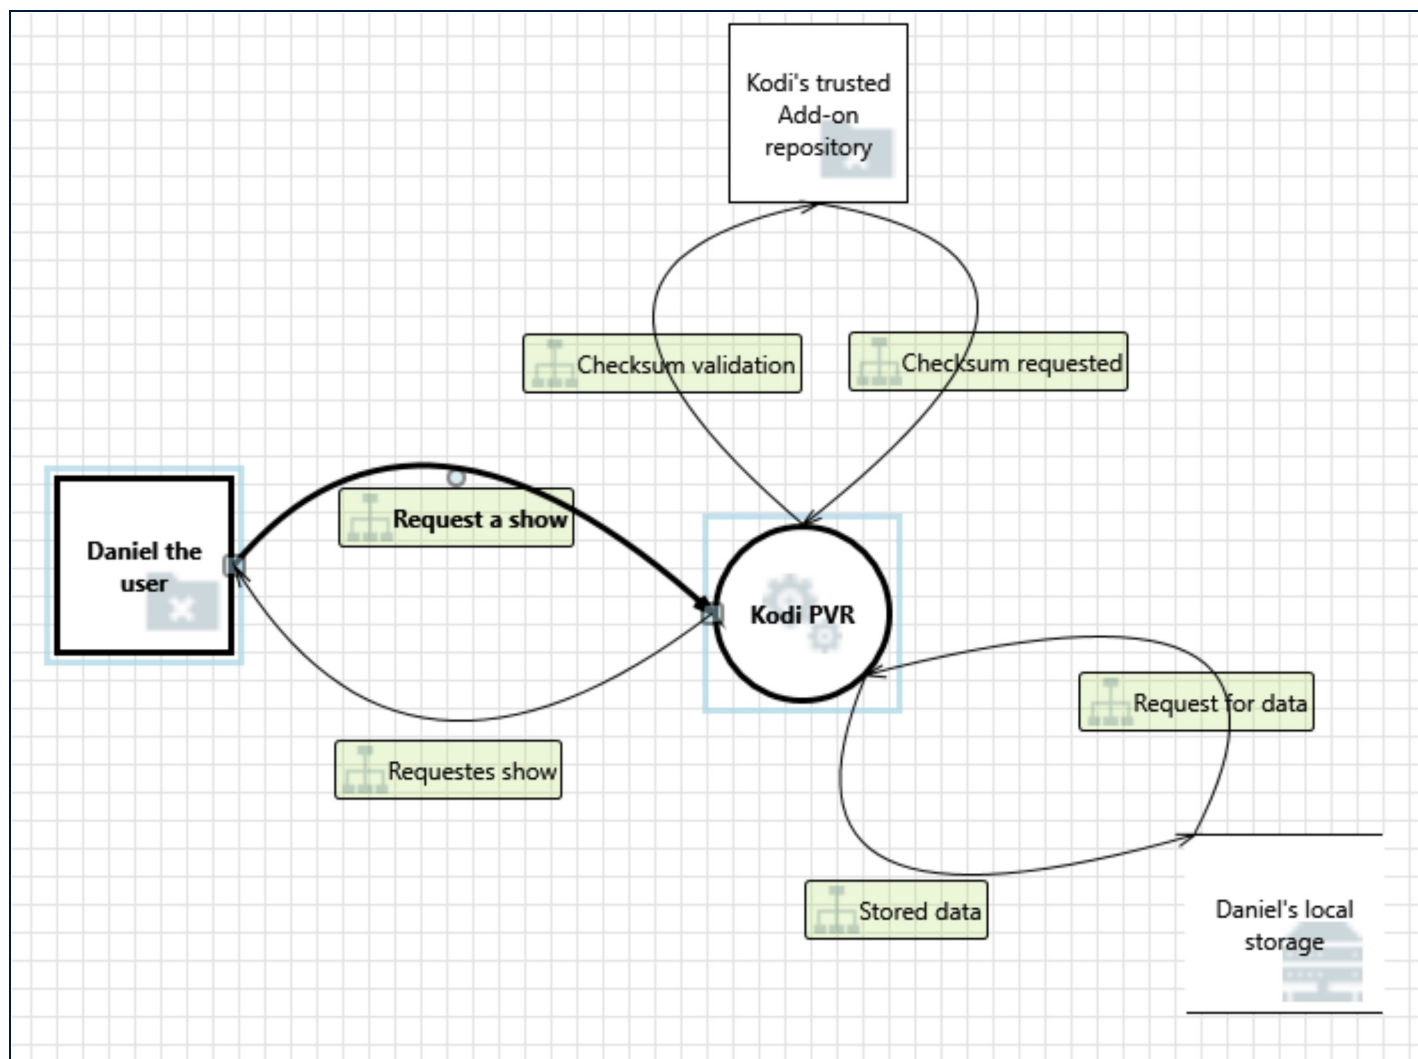 Kodi's trusted
Add-on
repository
Checksum validation
Checksum requested
Request a show
Daniel the
user
Kodi PVR
Request for data
Requestes show
Stored data
Daniel's local
storage